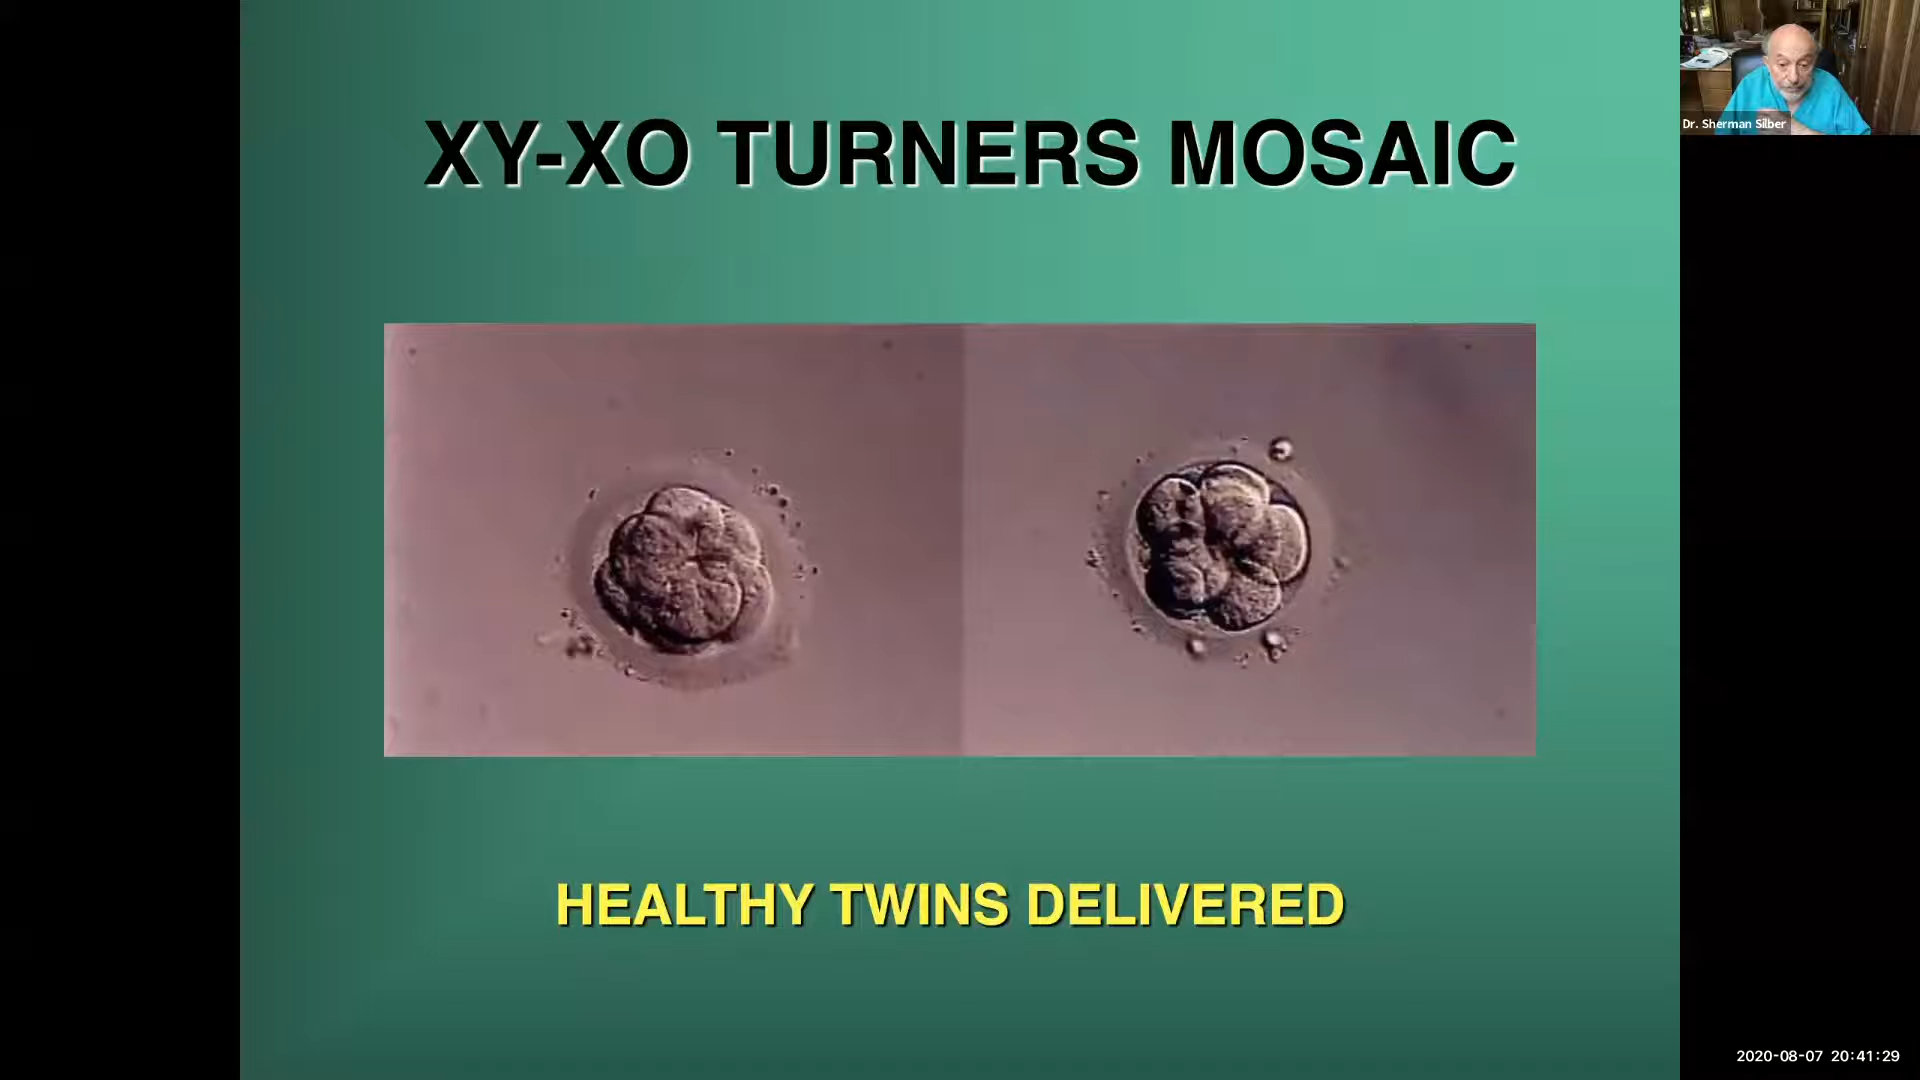 XY-XO TURNERS MOSAIC
Dr. Sherman Silber
HEALTHY TWINS DELIVERED
2020-08-07 20:41:29